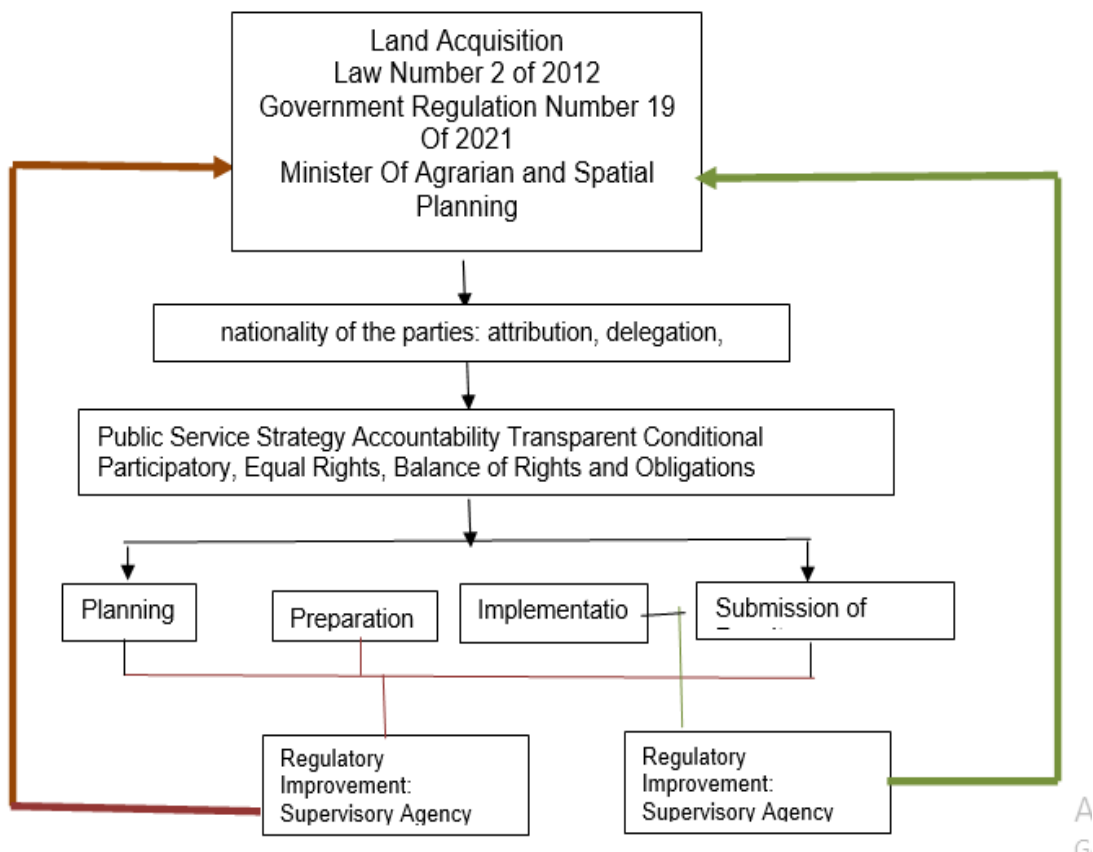 Land Acquisition
Law Number 2 of 2012
Government Regulation Number 19
Of 2021
Minister Of Agrarian and Spatial
Planning
nationality of the parties: attribution, delegation,
Public Service Strategy Accountability Transparent Conditional
Participatory, Equal Rights, Balance of Rights and Obligations
Planning
Preparation
Implementatio
Submission of
Regulatory
Improvement:
Supervisory Agency
Regulatory
Improvement:
Supervisory Agency